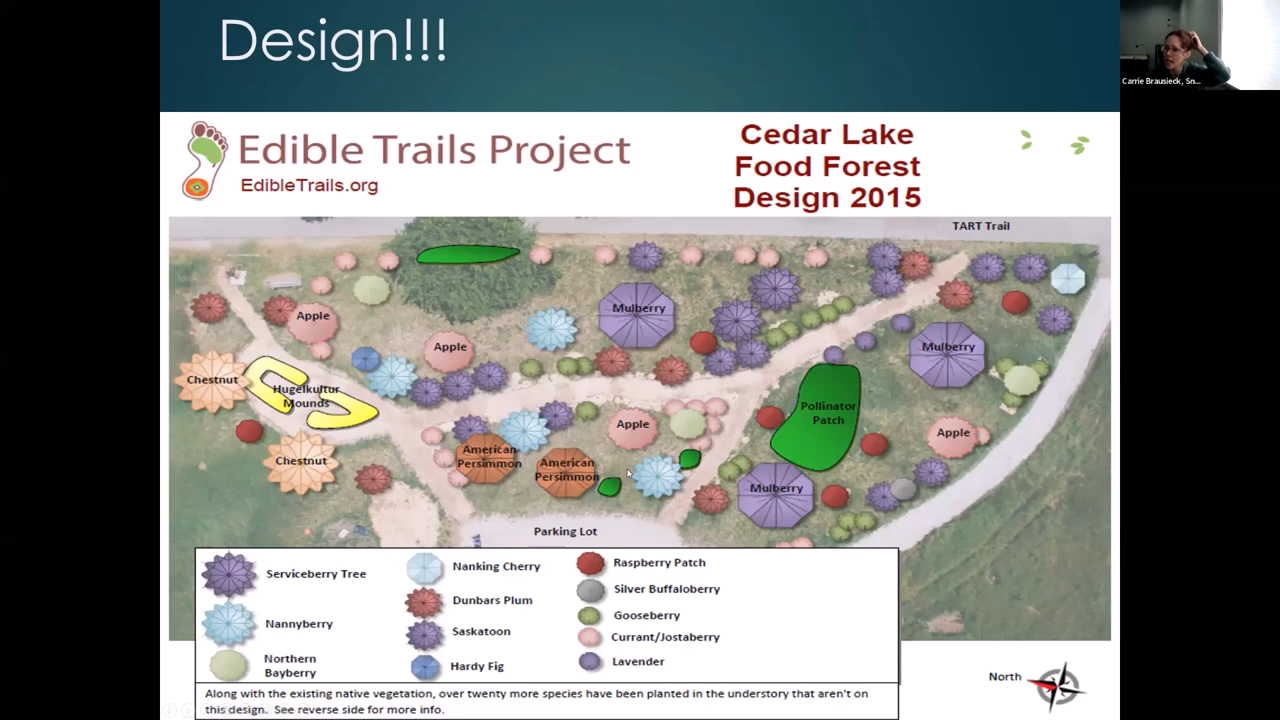 Design!!!
Carrie Brausieck, Sn...
Edible Trails Project
EdibleTrails.org
Cedar Lake
Food Forest
Design 2015
TART Trail
Mulberry
Apple
Apple
Mulberry
Chestnut
Hugelkultur
Mounds
Pollinator
Patch
Apple
Apple
American
Persimmon
American
Persimmon
Chestnut
Mulberry
Parking Lot
Serviceberry Tree
Nannyberry
Northern
Bayberry
Nanking Cherry
Dunbars Plum
Saskatoon
Hardy Fig
Raspberry Patch
Silver Buffaloberry
Gooseberry
Currant/Jostaberry
Lavender
Along with the existing native vegetation, over twenty more species have been planted in the understory that aren't on
this design. See reverse side for more info.
North